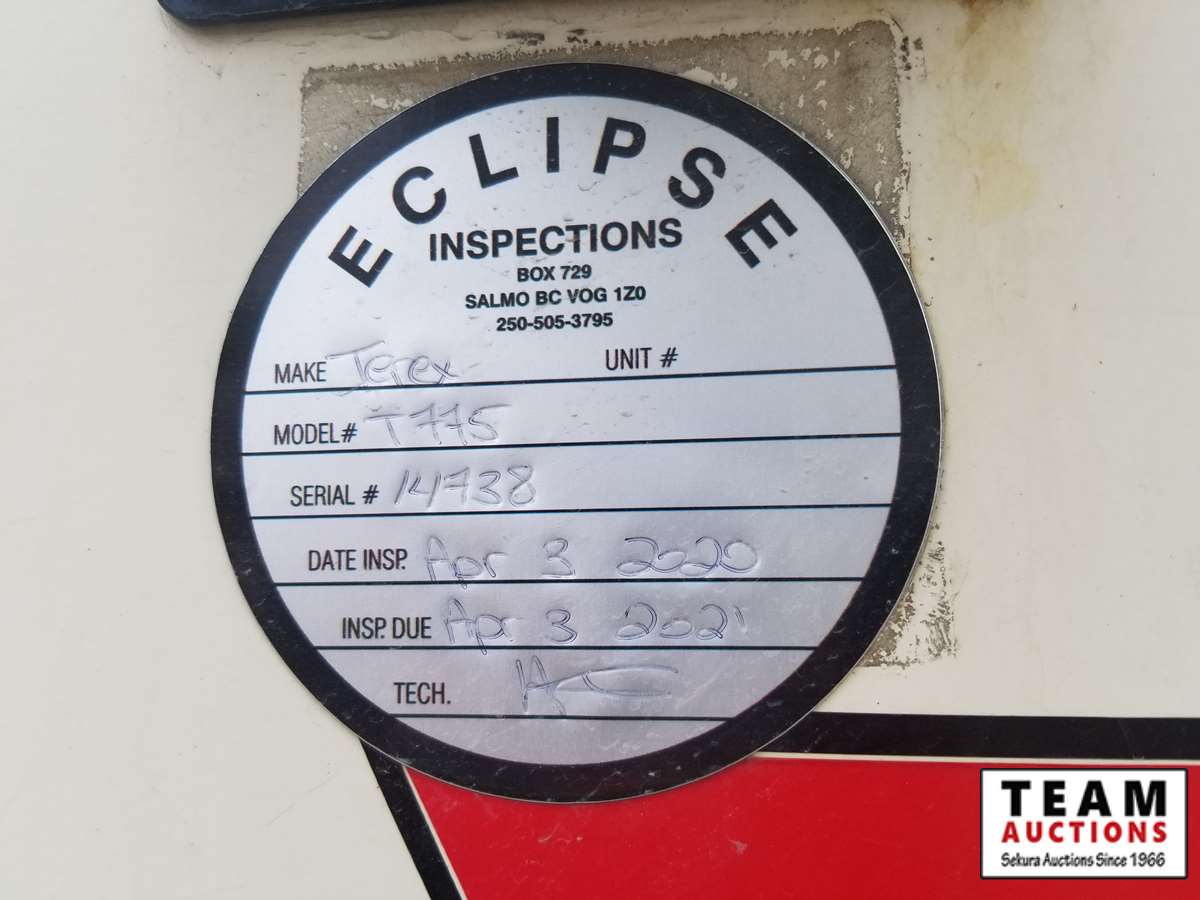 ECLIPSE
INSPECTIONS
BOX 729
SALMO BC VOG 1Z0
250-505-3795
MAKE Terex UNIT #
MODEL# T775
SERIAL # 14738
DATE INSP. Apr 3 2020
INSP. DUE Apr 3 2021
TECH.
TEAM
AUCTIONS
Sekura Auctions Since 1966